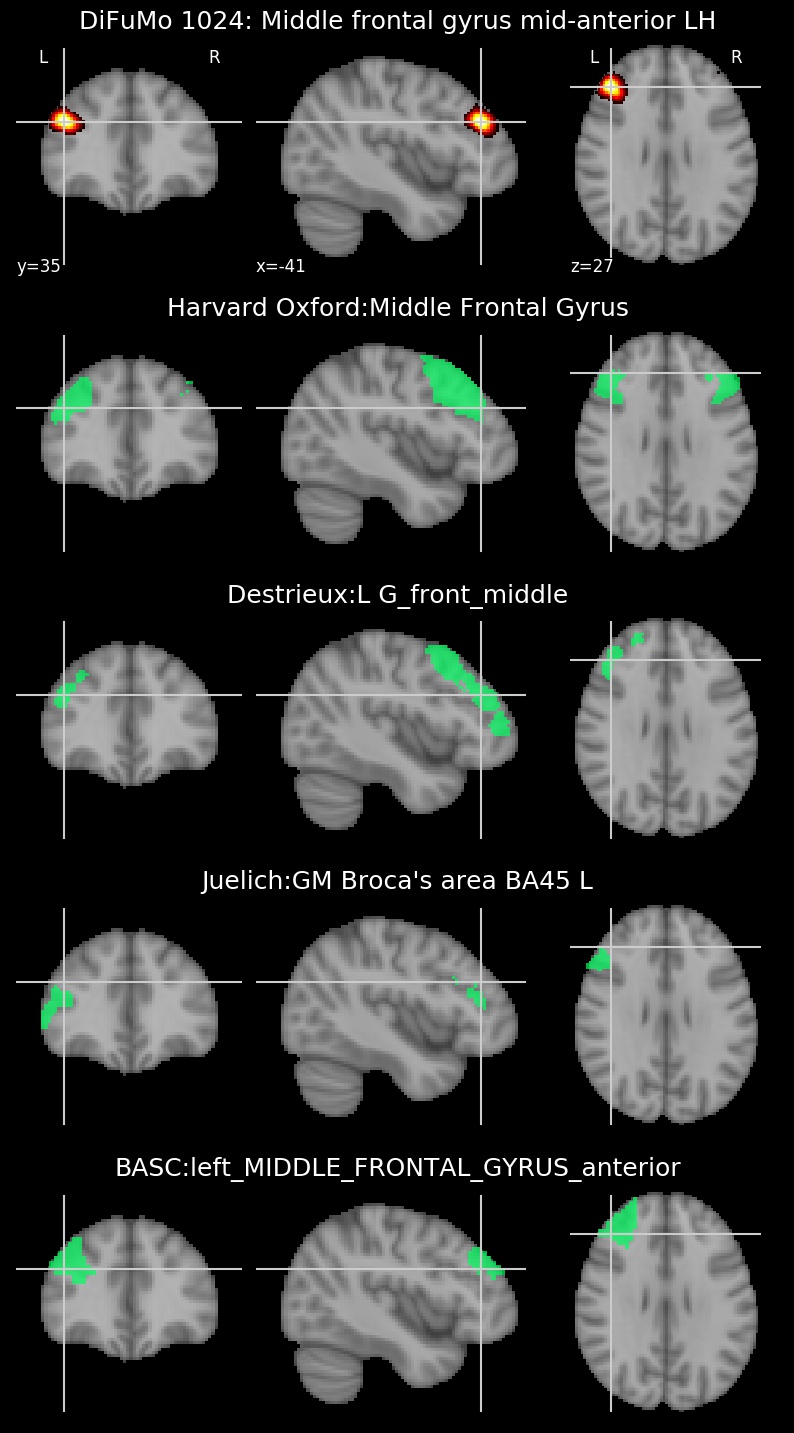 DiFuMo 1024: Middle frontal gyrus mid-anterior LH
L R L R
y=35 x=-41 z=27
Harvard Oxford:Middle Frontal Gyrus
Destrieux:L G_front_middle
Juelich:GM Broca's area BA45 L
BASC:left_MIDDLE_FRONTAL_GYRUS_anterior